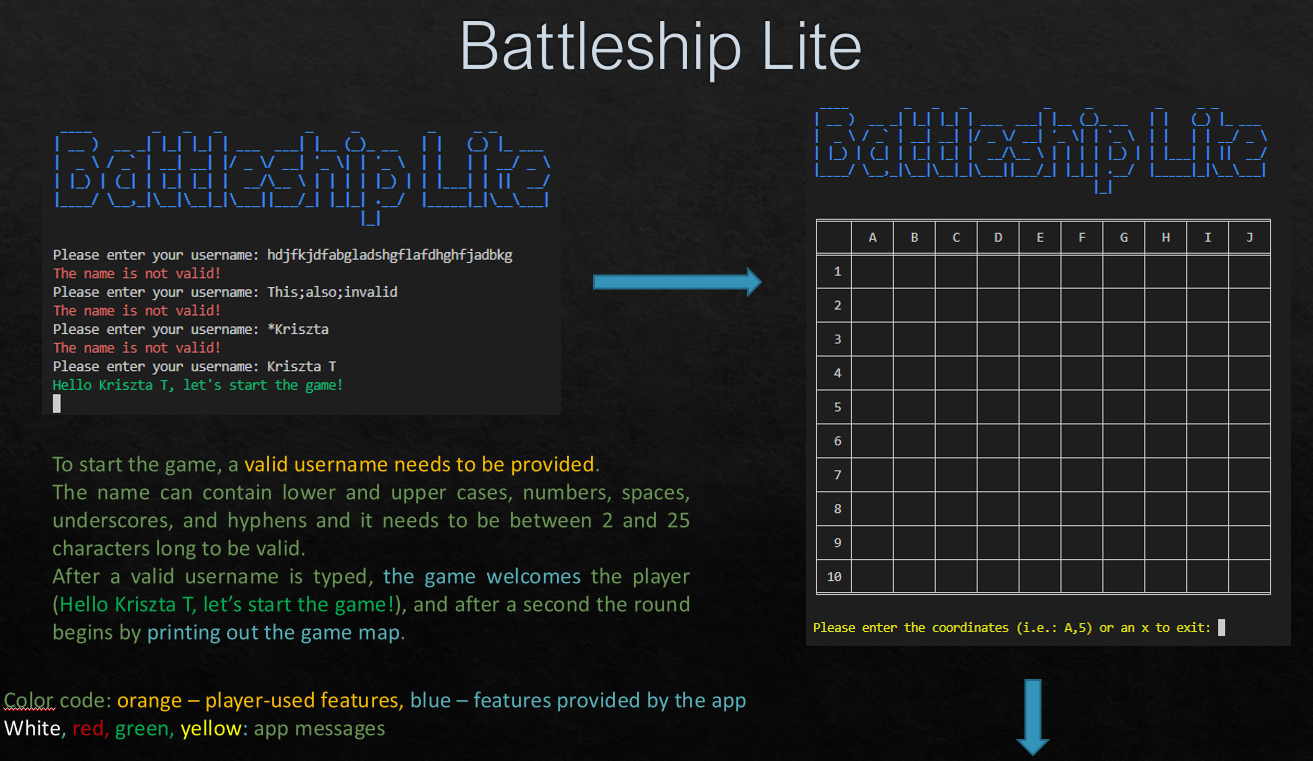 Battleship Lite
Battleship Lite
Please enter your username: hdjfkjdfabgladshgflafdhghfjadbkg
The name is not valid!
Please enter your username: This;also;invalid
The name is not valid!
Please enter your username: *Kriszta
The name is not valid!
Please enter your username: Kriszta T
Hello Kriszta T, let's start the game!
To start the game, a valid username needs to be provided.
The name can contain lower and upper cases, numbers, spaces,
underscores, and hyphens and it needs to be between 2 and 25
characters long to be valid.
After a valid username is typed, the game welcomes the player
(Hello Kriszta T, let’s start the game!), and after a second the round
begins by printing out the game map.
Battleship Lite
A B C D E F G H I J
1
2
3
4
5
6
7
8
9
10
Please enter the coordinates (i.e.: A,5) or an x to exit:
Color code: orange – player-used features, blue – features provided by the app
White, red, green, yellow: app messages